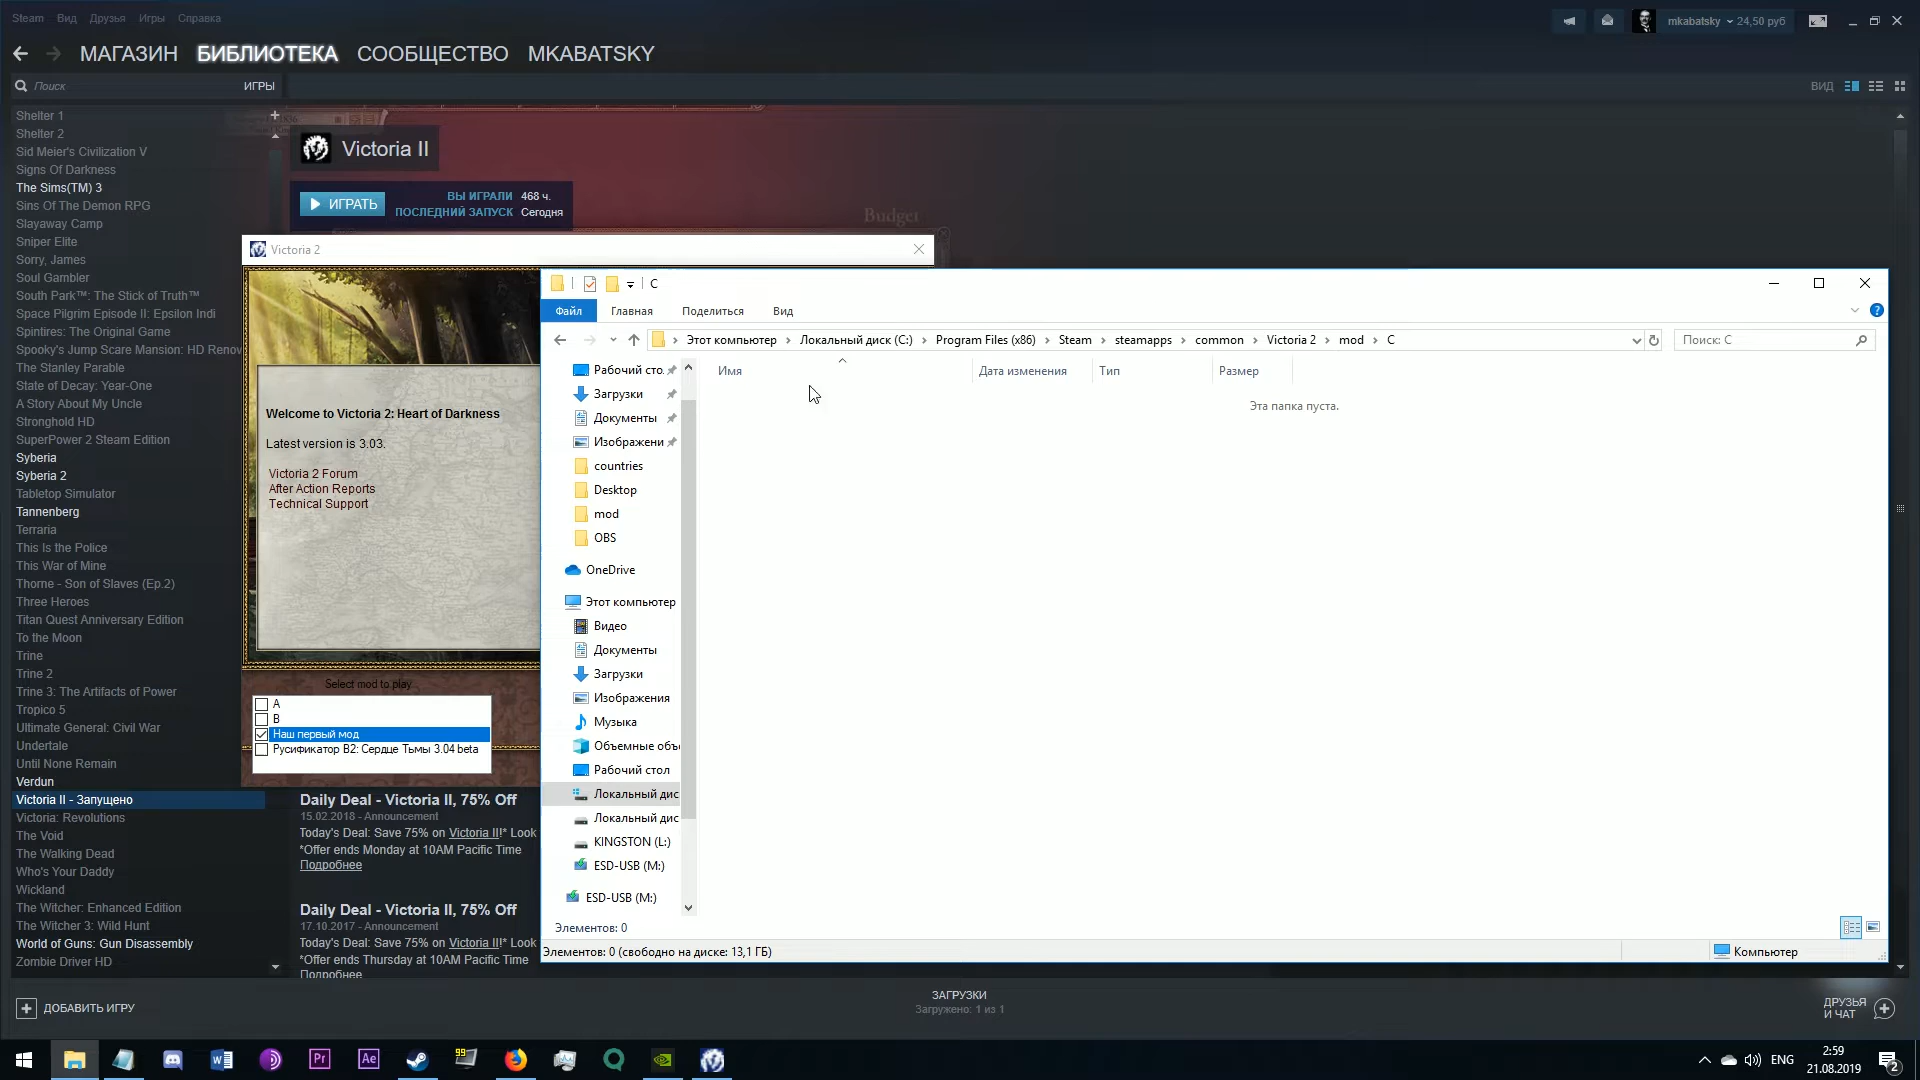 Steam Вид Друзья Игры Справка
mkabatsky 24,50 руб
МАГАЗИН БИБЛИОТЕКА СООБЩЕСТВО MKABATSKY
Поиск ИГРЫ
ВИД
Shelter 1
Shelter 2
Sid Meier's Civilization V
Signs Of Darkness
The Sims(TM) 3
Sins Of The Demon RPG
Slayaway Camp
Sniper Elite
Sorry, James
Soul Gambler
South Park™: The Stick of Truth™
Space Pilgrim Episode II: Epsilon Indi
Spintires: The Original Game
Spooky's Jump Scare Mansion: HD Renov
The Stanley Parable
State of Decay: Year-One
A Story About My Uncle
Stronghold HD
SuperPower 2 Steam Edition
Syberia
Syberia 2
Tabletop Simulator
Tannenberg
Terraria
This Is the Police
This War of Mine
Thorne - Son of Slaves (Ep.2)
Three Heroes
Titan Quest Anniversary Edition
To the Moon
Trine
Trine 2
Trine 3: The Artifacts of Power
Tropico 5
Ultimate General: Civil War
Undertale
Until None Remain
Verdun
Victoria II - Запущено
Victoria: Revolutions
The Void
The Walking Dead
Who's Your Daddy
Wickland
The Witcher: Enhanced Edition
The Witcher 3: Wild Hunt
World of Guns: Gun Disassembly
Zombie Driver HD
Victoria II
ИГРАТЬ
ВЫ ИГРАЛИ 468 ч.
ПОСЛЕДНИЙ ЗАПУСК Сегодня
Budget
Victoria 2
Welcome to Victoria 2: Heart of Darkness
Latest version is 3.03.
Victoria 2 Forum
After Action Reports
Technical Support
Select mod to play
A
B
Наш первый мод
Русификатор В2: Сердце Тьмы 3.04 beta
Daily Deal - Victoria II, 75% Off
15.02.2018 - Announcement
Today's Deal: Save 75% on Victoria II!* Look
*Offer ends Monday at 10AM Pacific Time
Подробнее
Daily Deal - Victoria II, 75% Off
17.10.2017 - Announcement
Today's Deal: Save 75% on Victoria II!* Look
*Offer ends Thursday at 10AM Pacific Time
Подробнее
C
Файл Главная Поделиться Вид
Этот компьютер Локальный диск (C:) Program Files (x86) Steam steamapps common Victoria 2 mod C
Поиск: C
Имя Дата изменения Тип Размер
Эта папка пуста.
Рабочий сто.
Загрузки
Документы
Изображени
countries
Desktop
mod
OBS
OneDrive
Этот компьютер
Видео
Документы
Загрузки
Изображения
Музыка
Объемные объ
Рабочий стол
Локальный дис
Локальный дис
KINGSTON (L:)
ESD-USB (M:)
ESD-USB (M:)
Элементов: 0
Элементов: 0 (свободно на диске: 13,1 ГБ)
Компьютер
ДОБАВИТЬ ИГРУ
ЗАГРУЗКИ
Загружено: 1 из 1
ДРУЗЬЯ
И ЧАТ
Pr Ae 99
ENG
2:59
21.08.2019
2